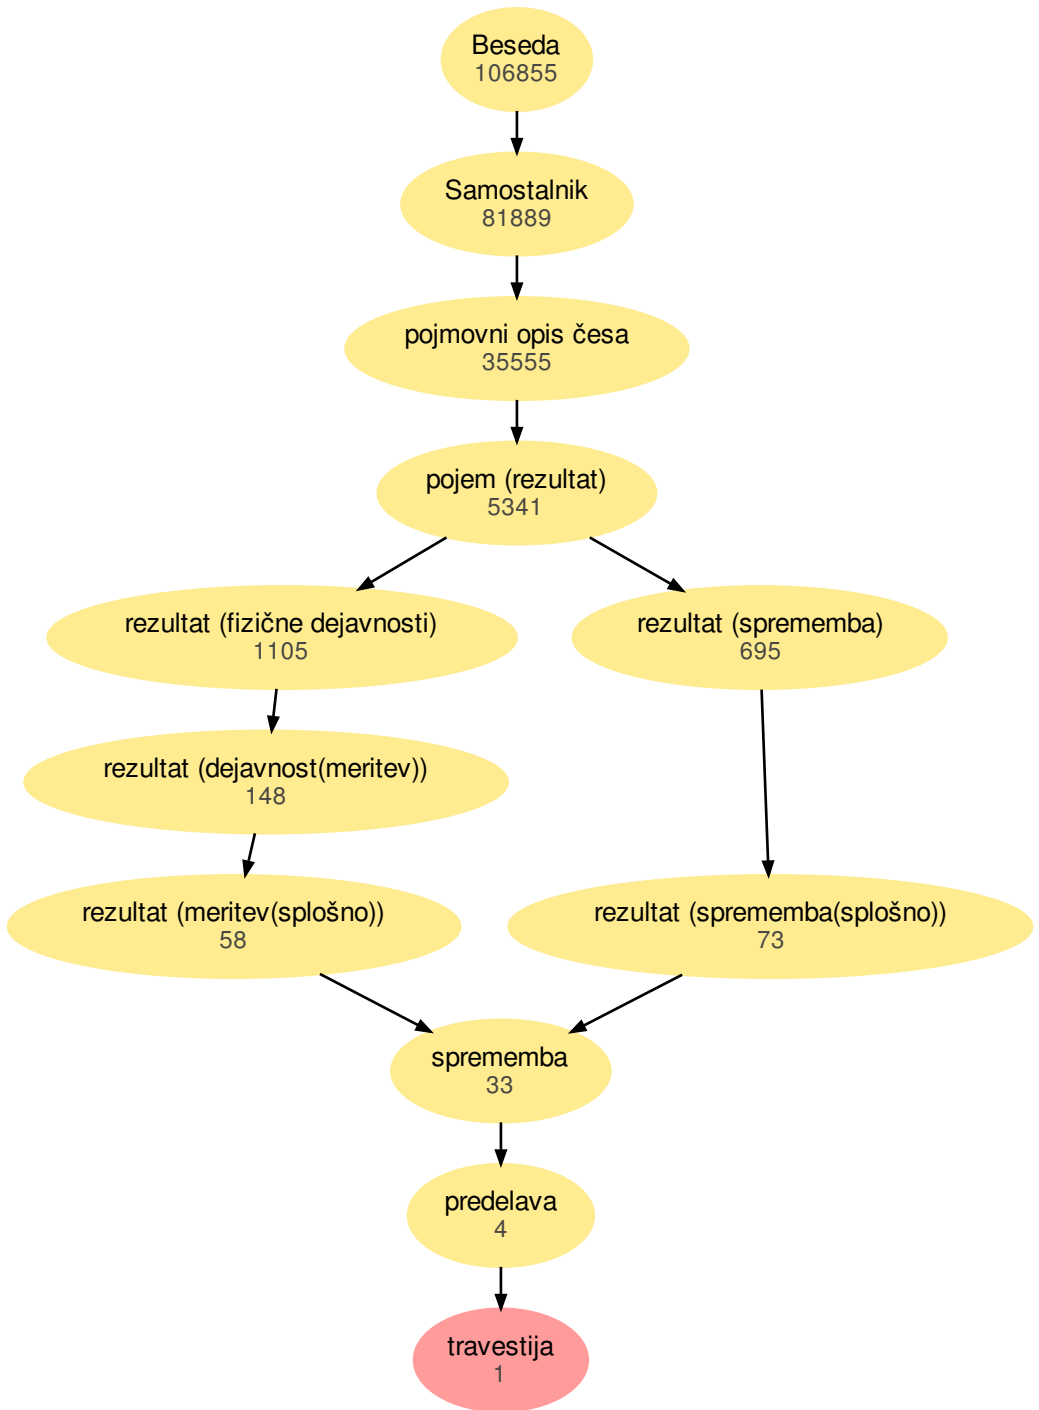 Beseda
106855
Samostalnik
81889
pojmovni opis česa
35555
pojem (rezultat)
5341
rezultat (fizične dejavnosti)
1105
rezultat (sprememba)
695
rezultat (dejavnost(meritev))
148
rezultat (meritev(splošno))
58
rezultat (sprememba(splošno))
73
sprememba
33
predelava
4
travestija
1